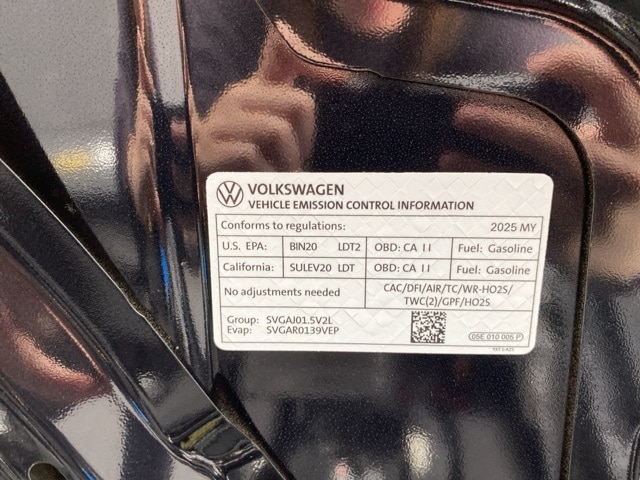 VOLKSWAGEN
VEHICLE EMISSION CONTROL INFORMATION
Conforms to regulations: 2025 MY
U.S. EPA: BIN20 LDT2 OBD: CA II Fuel: Gasoline
California: SULEV20 LDT OBD: CA II Fuel: Gasoline
No adjustments needed
CAC/DFI/AIR/TC/WR-HO2S/
TWC(2)/GPF/HO2S
Group: SVGAJ01.5V2L
Evap: SVGAR0139VEP
05E 010 006 P